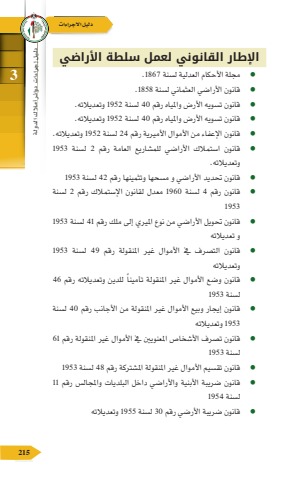 دليل الاجراءات
دليل إجراءات دوائر أملاك الدولة
3
الإطار القانوني لعمل سلطة الأراضي
● مجلة الأحكام العدلية لسنة 1867.
● قانون الأراضي العثماني لسنة 1858.
● قانون تسويه الأرض والمياه رقم 40 لسنة 1952 وتعديلاته.
● قانون تسويه الأرض والمياه رقم 40 لسنة 1952 وتعديلاته.
● قانون الإعفاء من الأموال الأميرية رقم 24 لسنة 1952 وتعديلاته.
● قانون استملاك الأراضي للمشاريع العامة رقم 2 لسنة 1953
وتعديلاته.
● قانون تحديد الأراضي و مسحها وتثمينها رقم 42 لسنة 1953
● قانون رقم 4 لسنة 1960 معدل لقانون الإستملاك رقم 2 لسنة
1953
● قانون تحويل الأراضي من نوع الميري إلى ملك رقم 41 لسنة 1953
و تعديلاته
● قانون التصرف في الأموال غير المنقولة رقم 49 لسنة 1953
وتعديلاته
● قانون وضع الأموال غير المنقولة تأميناً للدين وتعديلاته رقم 46
لسنة 1953
● قانون إيجار وبيع الأموال غير المنقولة من الأجانب رقم 40 لسنة
1953 وتعديلاته
● قانون تصرف الأشخاص المعنويين في الأموال غير المنقولة رقم 61
لسنة 1953
● قانون تقسيم الأموال غير المنقولة المشتركة رقم 48 لسنة 1953
● قانون ضريبة الأبنية والأراضي داخل البلديات والمجالس رقم 11
لسنة 1954
● قانون ضريبة الأرضي رقم 30 لسنة 1955 وتعديلاته
215